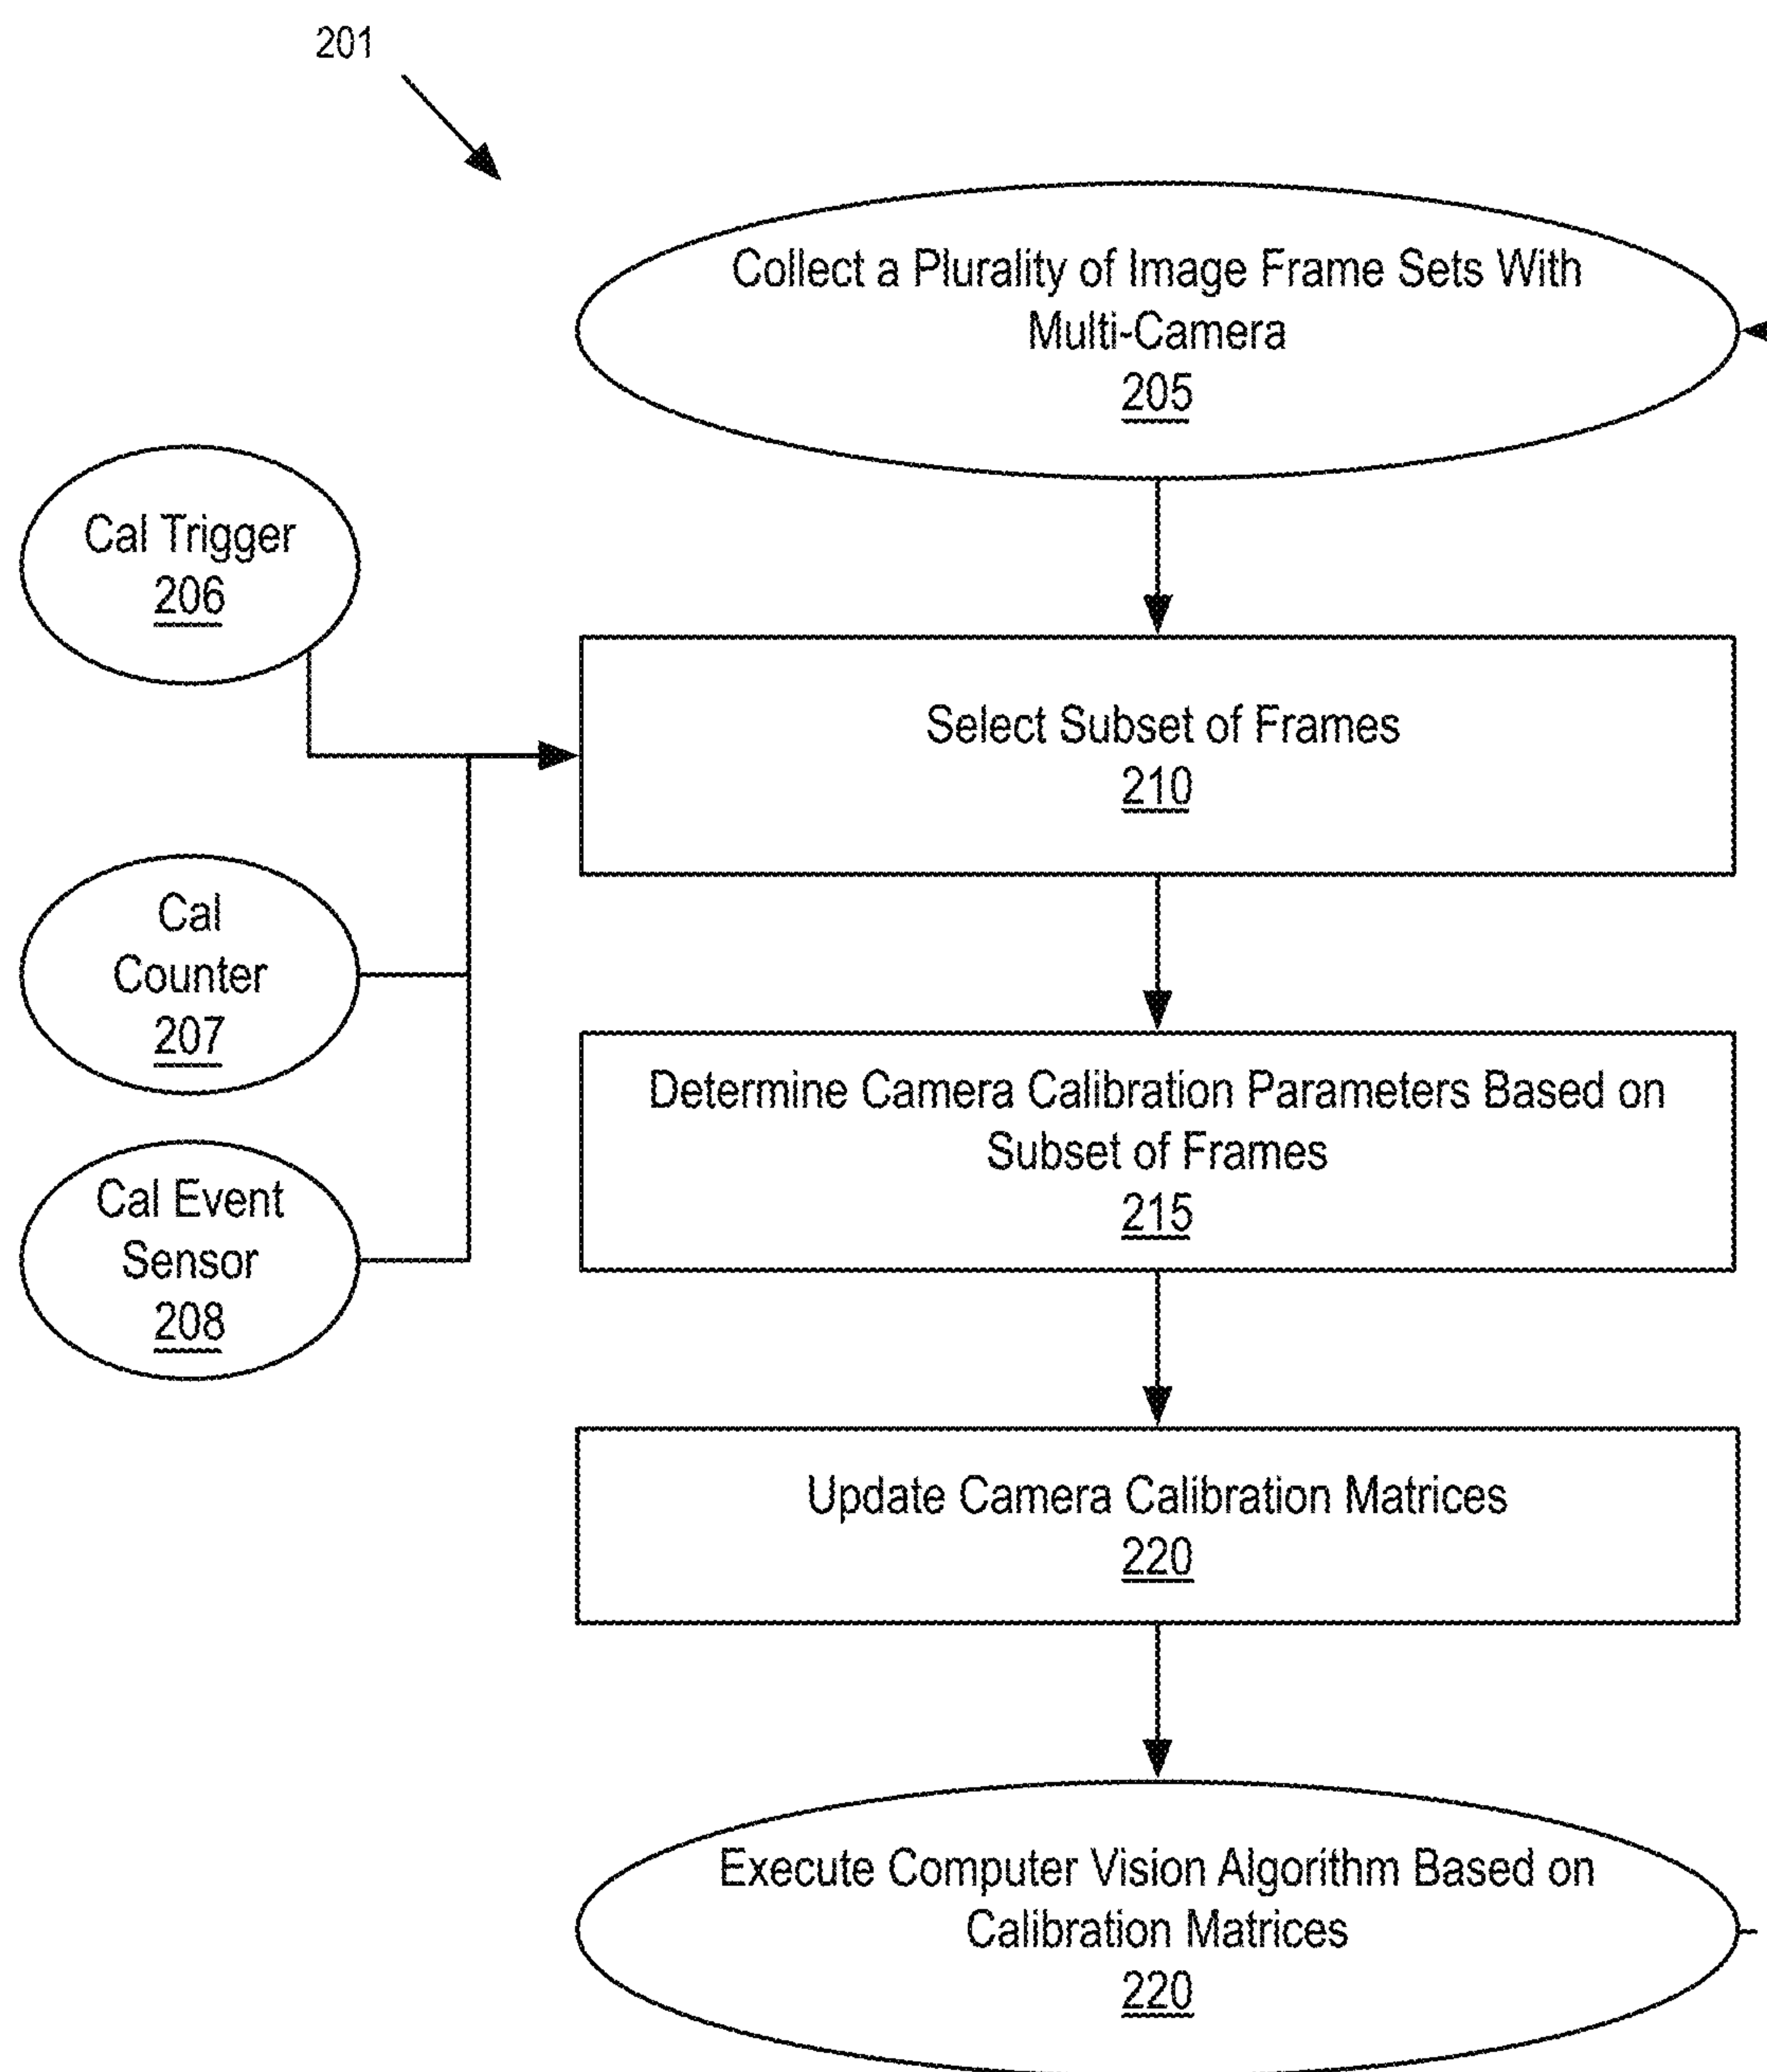 201
Collect a Plurality of Image Frame Sets With
Multi-Camera
205
Cal Trigger
206
Select Subset of Frames
210
Cal
Counter
207
Determine Camera Calibration Parameters Based on
Subset of Frames
215
Cal Event
Sensor
208
Update Camera Calibration Matrices
220
Execute Computer Vision Algorithm Based on
Calibration Matrices
220